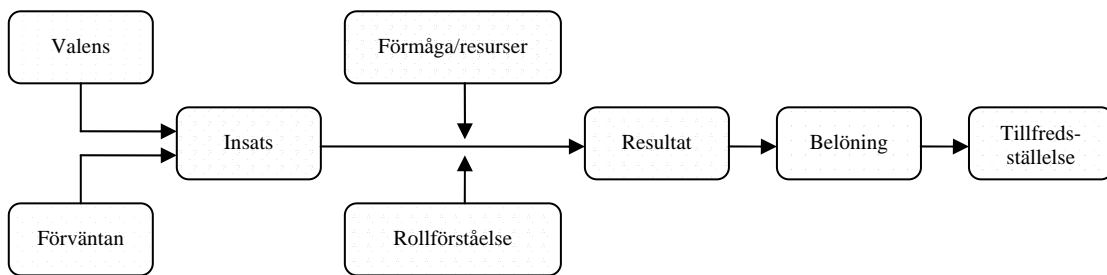 Valens
Förmåga/resurser
Insats
Resultat
Belöning
Tillfreds-
ställelse
Förväntan
Rollförståelse